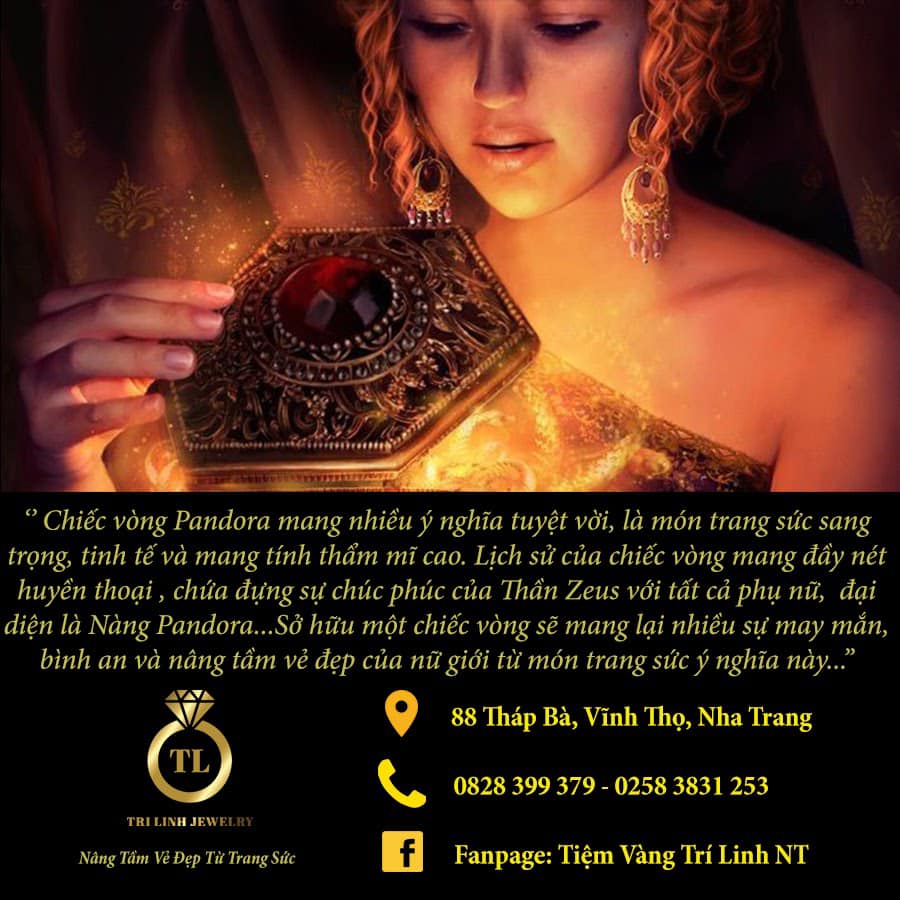 ‘’ Chiếc vòng Pandora mang nhiều ý nghĩa tuyệt vời, là món trang sức sang
trọng, tinh tế và mang tính thẩm mĩ cao. Lịch sử của chiếc vòng mang đầy nét
huyền thoại , chứa đựng sự chúc phúc của Thần Zeus với tất cả phụ nữ, đại
diện là Nàng Pandora...Sở hữu một chiếc vòng sẽ mang lại nhiều sự may mắn,
bình an và nâng tầm vẻ đẹp của nữ giới từ món trang sức ý nghĩa này...”
TL
TRI LINH JEWELRY
Nâng Tầm Vẻ Đẹp Từ Trang Sức
88 Tháp Bà, Vĩnh Thọ, Nha Trang
0828 399 379 - 0258 3831 253
f
Fanpage: Tiệm Vàng Trí Linh NT